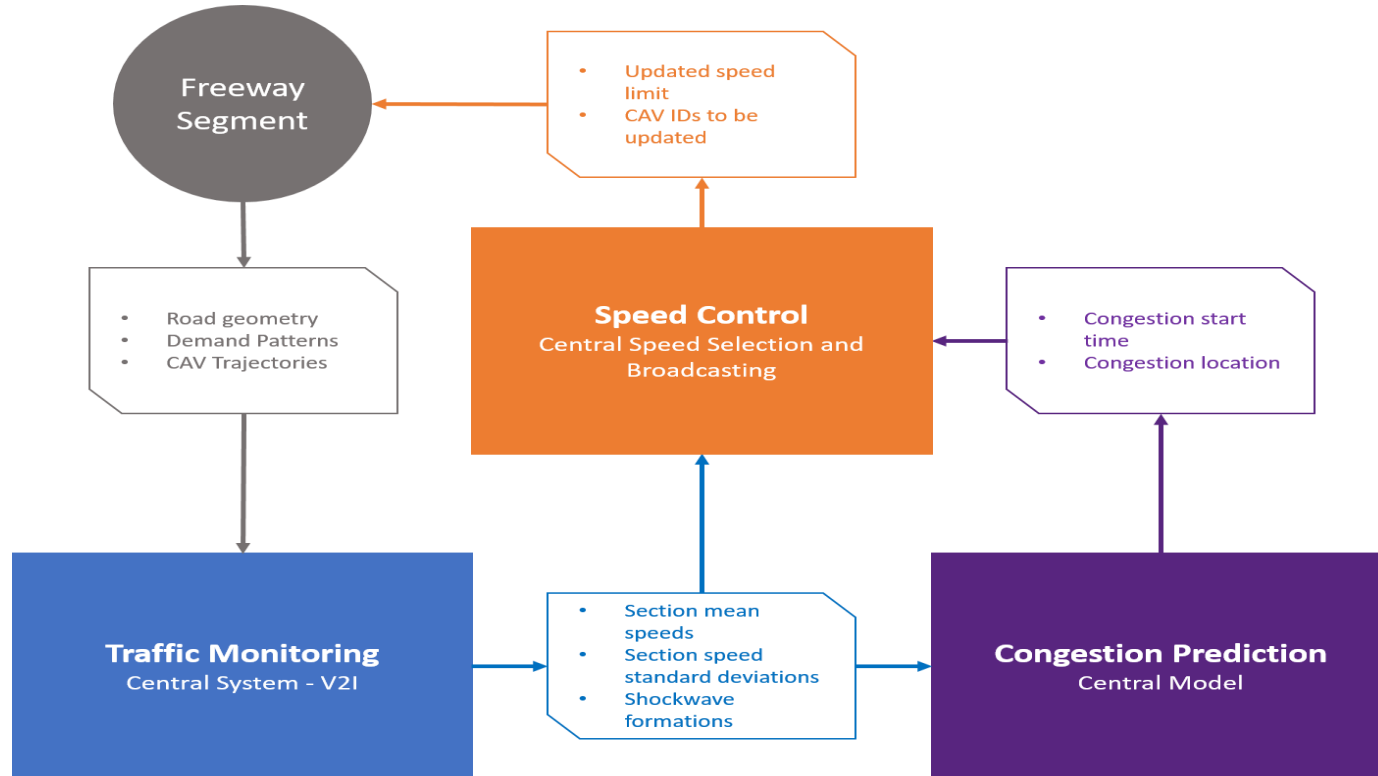 Freeway
Segment
• Updated speed
limit
• CAV IDs to be
updated
• Road geometry
• Demand Patterns
• CAV Trajectories
Speed Control
Central Speed Selection and
Broadcasting
• Congestion start
time
• Congestion location
Traffic Monitoring
Central System - V2I
• Section mean
speeds
• Section speed
standard deviations
• Shockwave
formations
Congestion Prediction
Central Model